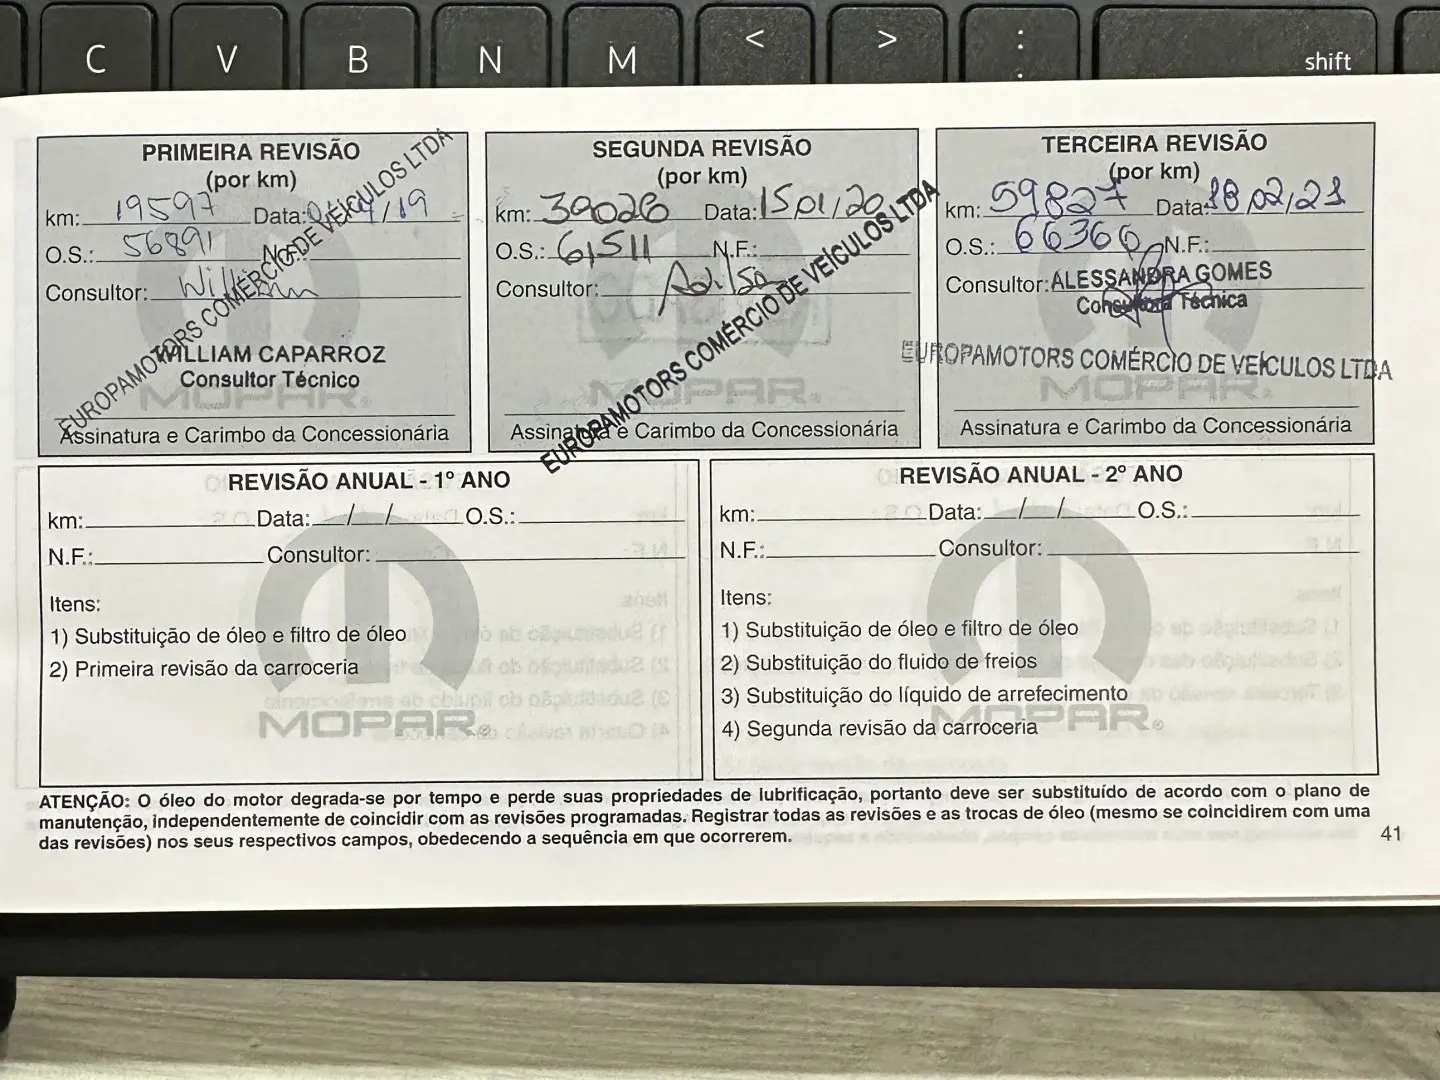 C V B N M < > : . shift
PRIMEIRA REVISÃO
(por km)
km: 19597 Data: /19
O.S.: 56891
Consultor: William
WILLIAM CAPARROZ
Consultor Técnico
EUROPAMOTORS COMÉRCIO DE VEÍCULOS LTDA
MOPAR®
Assinatura e Carimbo da Concessionária
SEGUNDA REVISÃO
(por km)
km: 39026 Data: 15/01/20
O.S.: 61511 N.F.:
Consultor:
EUROPAMOTORS COMÉRCIO DE VEÍCULOS LTDA
MOPAR®
Assinatura e Carimbo da Concessionária
TERCEIRA REVISÃO
(por km)
km: 59827 Data: 18/02/21
O.S.: 66366 N.F.:
Consultor: ALESSANDRA GOMES
Consultora Técnica
EUROPAMOTORS COMÉRCIO DE VEÍCULOS LTDA
MOPAR®
Assinatura e Carimbo da Concessionária
REVISÃO ANUAL - 1º ANO
km: Data: / / O.S.:
N.F.: Consultor:
Itens:
1) Substituição de óleo e filtro de óleo
2) Primeira revisão da carroceria
MOPAR®
REVISÃO ANUAL - 2º ANO
km: Data: / / O.S.:
N.F.: Consultor:
Itens:
1) Substituição de óleo e filtro de óleo
2) Substituição do fluido de freios
3) Substituição do líquido de arrefecimento
4) Segunda revisão da carroceria
MOPAR®
ATENÇÃO: O óleo do motor degrada-se por tempo e perde suas propriedades de lubrificação, portanto deve ser substituído de acordo com o plano de
manutenção, independentemente de coincidir com as revisões programadas. Registrar todas as revisões e as trocas de óleo (mesmo se coincidirem com uma
das revisões) nos seus respectivos campos, obedecendo a sequência em que ocorrerem.
41